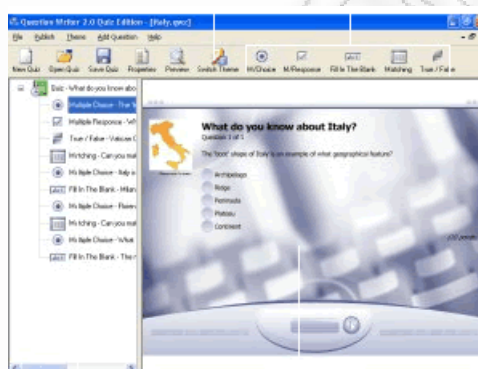 Question Writer 2.0 Quiz Edition - [Italy.qwz]
File Publish Theme Add Question Help
New Quiz Open Quiz Save Quiz Properties Preview Switch Theme M/Choice M/Response Fill In The Blank Matching True / False
Quiz - What do you know abo
Multiple Choice - The 'b
Multiple Response - Wh
True / False - Vatican C
Matching - Can you mat
Multiple Choice - Italy is
Fill In The Blank - Milan
Multiple Choice - Floren
Matching - Can you mat
Multiple Choice - What
Fill In The Blank - The r
What do you know about Italy?
Question 1 of 1
The 'boot' shape of Italy is an example of what geographical feature?
Archipelago
Ridge
Peninsula
Plateau
Continent